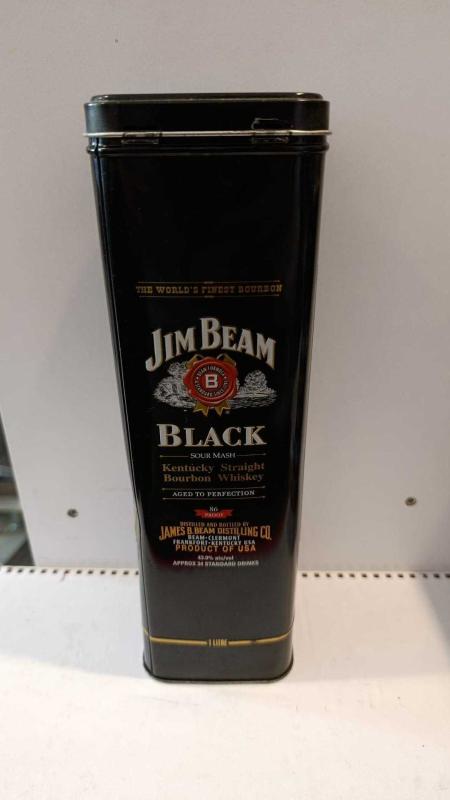 THE WORLD'S FINEST BOURBON
JIM BEAM
B
BLACK
SOUR MASH
Kentucky Straight
Bourbon Whiskey
AGED TO PERFECTION
86
PROOF
DISTILLED AND BOTTLED BY
JAMES B. BEAM DISTILLING CO.
BEAM•CLERMONT
FRANKFORT•KENTUCKY USA
PRODUCT OF USA
43.0% alc/vol
APPROX 34 STANDARD DRINKS
1 LITRE